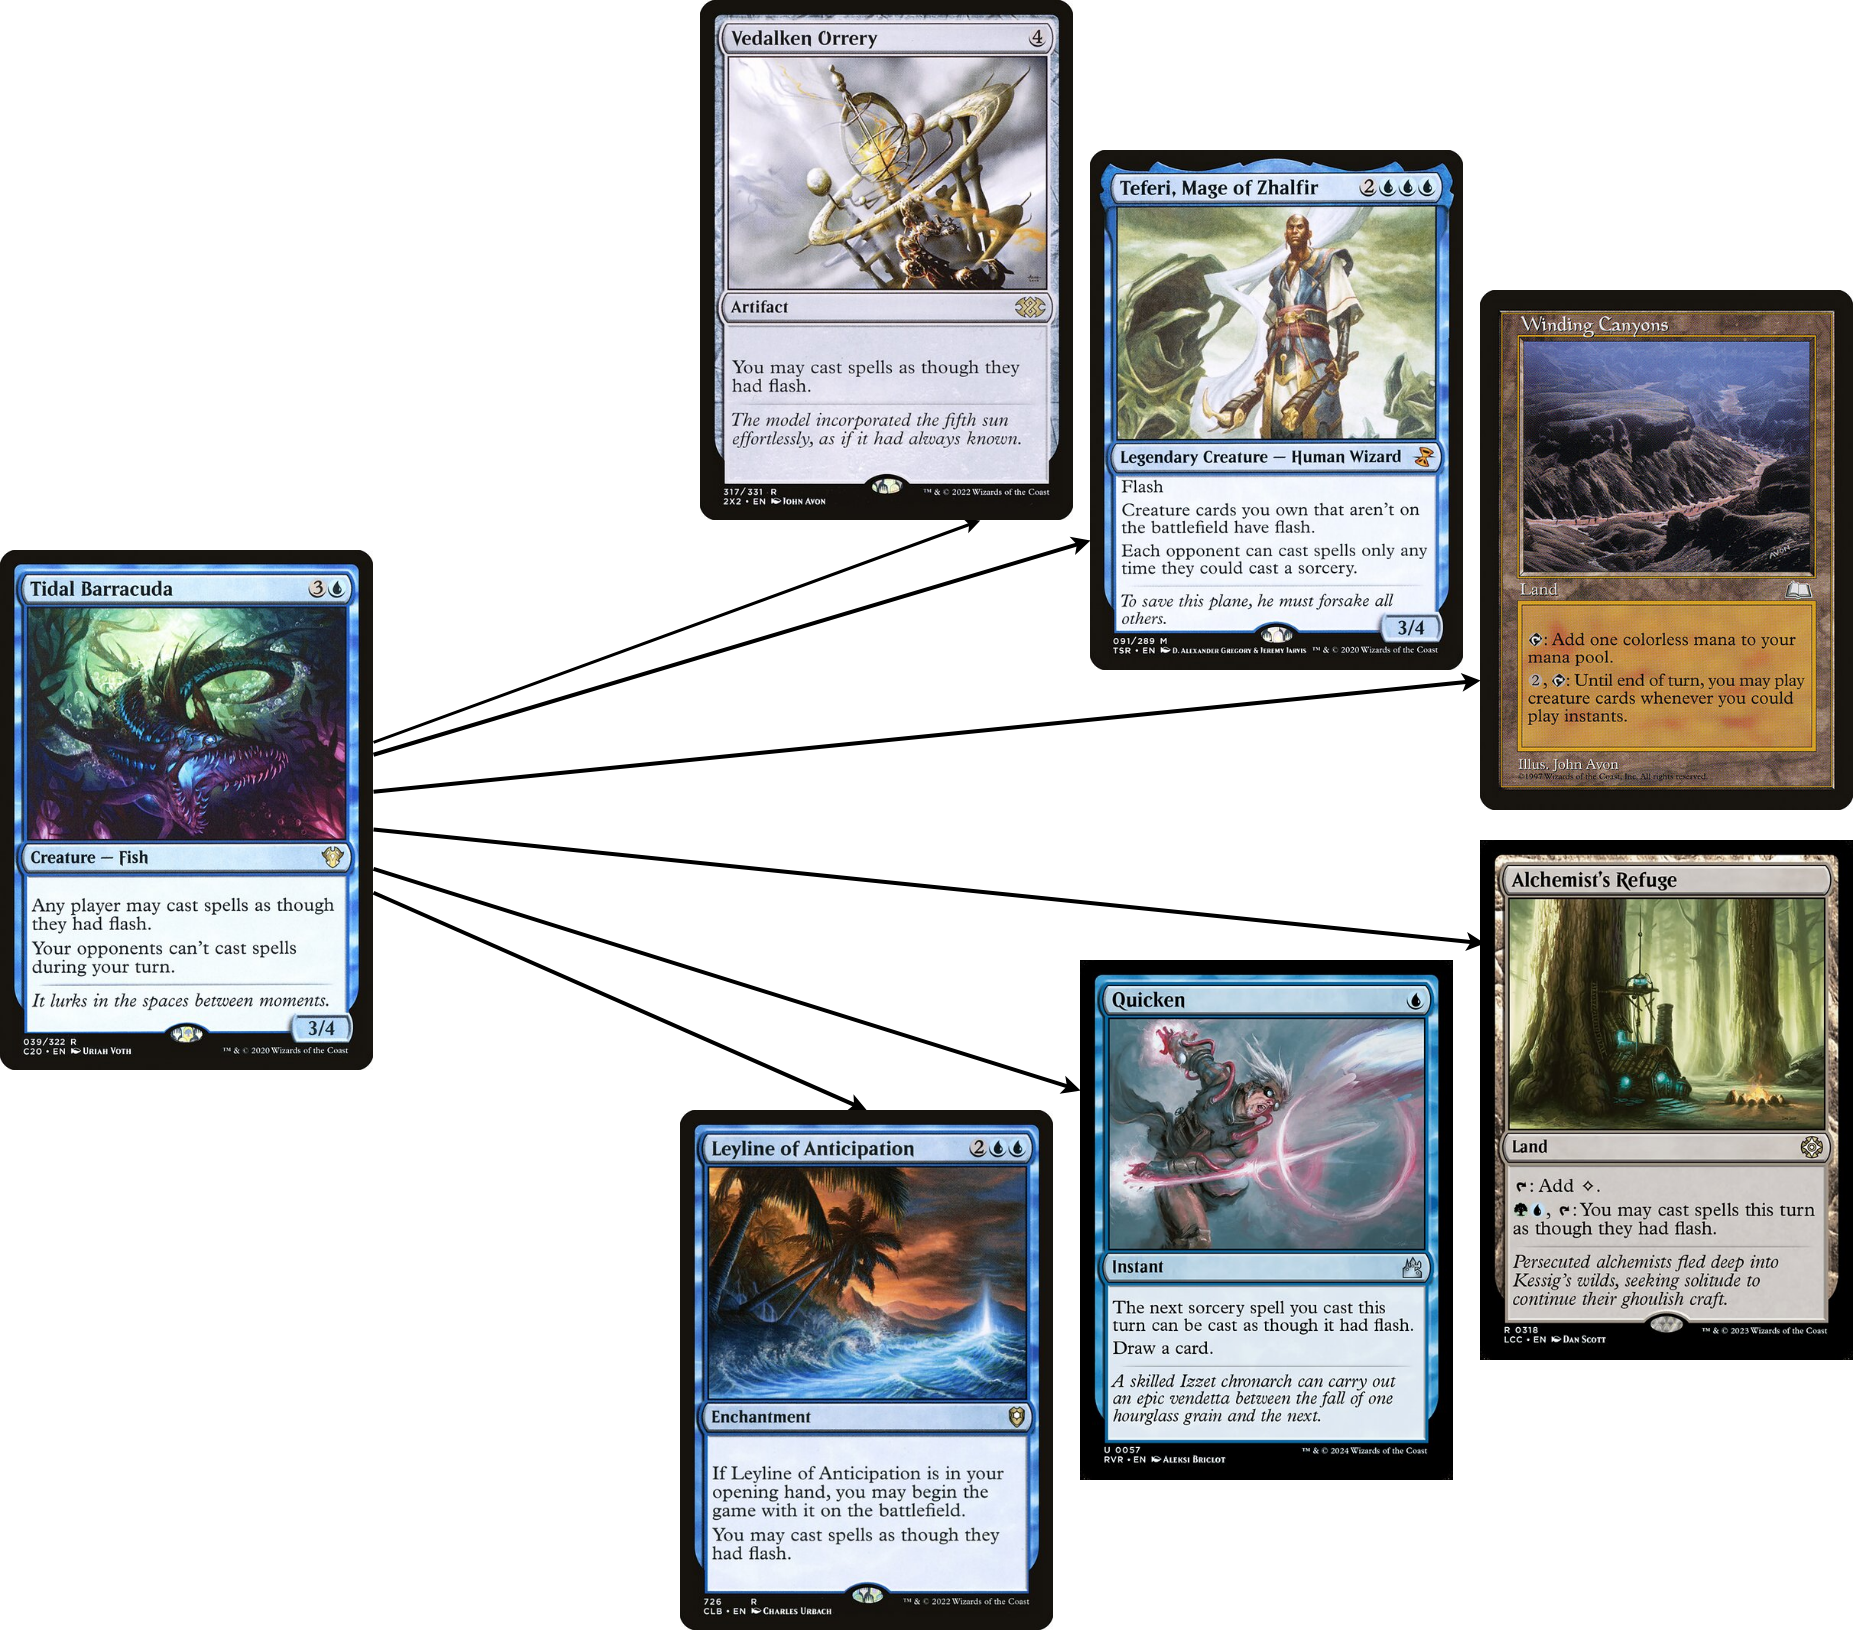 Vedalken Orrery 4
Artifact
You may cast spells as though they
had flash.
The model incorporated the fifth sun
effortlessly, as if it had always known.
317/331 R
2X2 • EN John Avon
™ & © 2022 Wizards of the Coast
Teferi, Mage of Zhalfir 2
Legendary Creature — Human Wizard
Flash
Creature cards you own that aren't on
the battlefield have flash.
Each opponent can cast spells only any
time they could cast a sorcery.
To save this plane, he must forsake all
others.
3/4
091/289 M
TSR • EN D. Alexander Gregory & Jeremy Jarvis ™ & © 2020 Wizards of the Coast
Winding Canyons
AVON
Land
: Add one colorless mana to your
mana pool.
2, : Until end of turn, you may play
creature cards whenever you could
play instants.
Illus. John Avon
©1997 Wizards of the Coast, Inc. All rights reserved.
Tidal Barracuda 3
Creature — Fish
Any player may cast spells as though
they had flash.
Your opponents can't cast spells
during your turn.
It lurks in the spaces between moments.
3/4
039/322 R
C20 • EN Uriah Voth
™ & © 2020 Wizards of the Coast
Alchemist's Refuge
Land
: Add .
, : You may cast spells this turn
as though they had flash.
Persecuted alchemists fled deep into
Kessig's wilds, seeking solitude to
continue their ghoulish craft.
R 0318
LCC • EN Dan Scott
™ & © 2023 Wizards of the Coast
Quicken
Instant
The next sorcery spell you cast this
turn can be cast as though it had flash.
Draw a card.
A skilled Izzet chronarch can carry out
an epic vendetta between the fall of one
hourglass grain and the next.
U 0057
RVR • EN Aleksi Briclot
™ & © 2024 Wizards of the Coast
Leyline of Anticipation 2
Enchantment
If Leyline of Anticipation is in your
opening hand, you may begin the
game with it on the battlefield.
You may cast spells as though they
had flash.
726 R
CLB • EN Charles Urbach
™ & © 2022 Wizards of the Coast